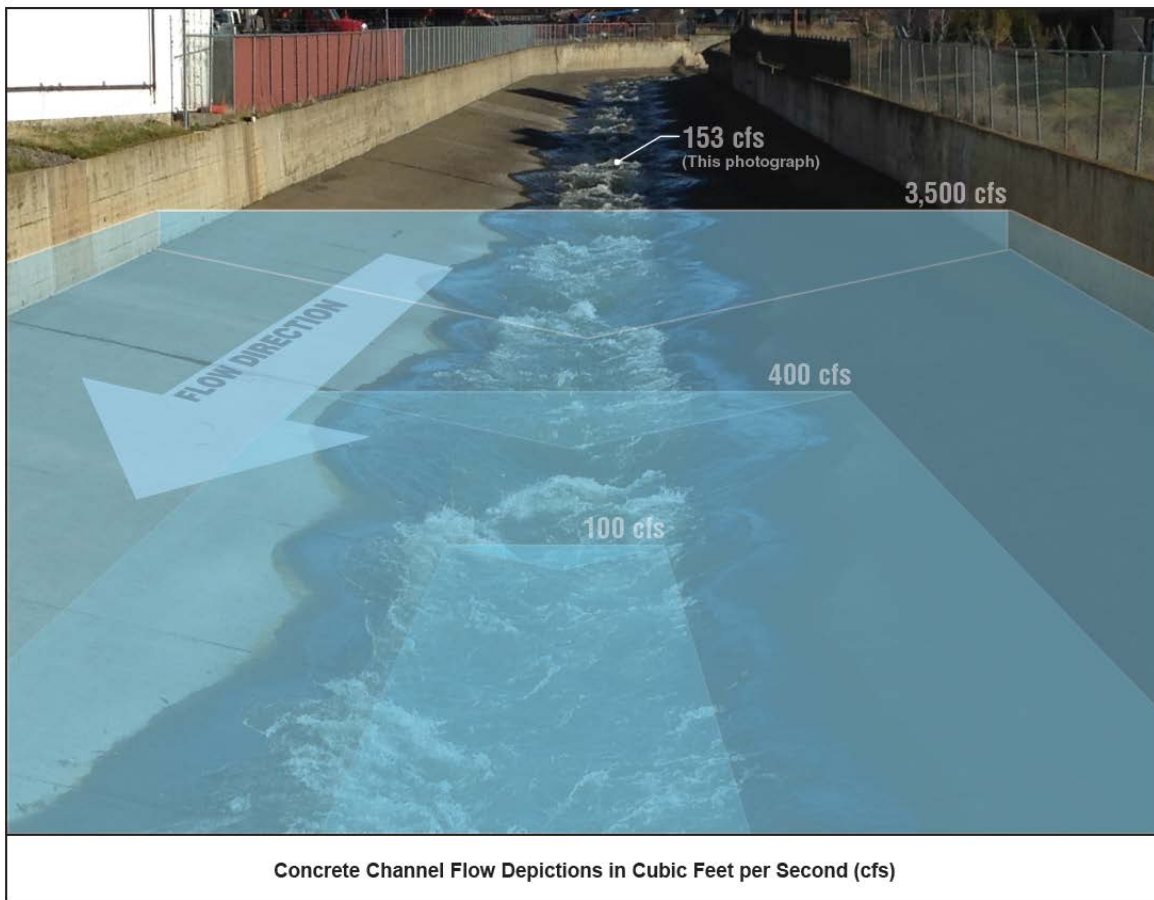 153 cfs
(This photograph)
3,500 cfs
FLOW DIRECTION
400 cfs
100 cfs
Concrete Channel Flow Depictions in Cubic Feet per Second (cfs)